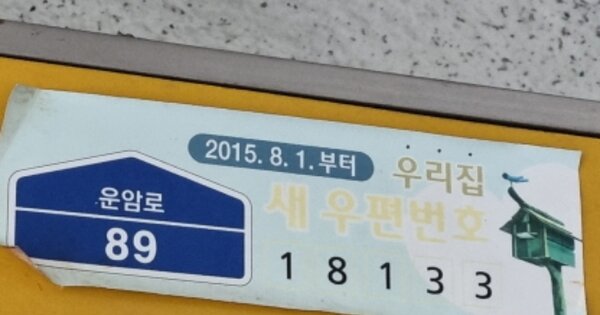 2015. 8. 1. 부터
우리집
새 우편번호
18133
운암로
89